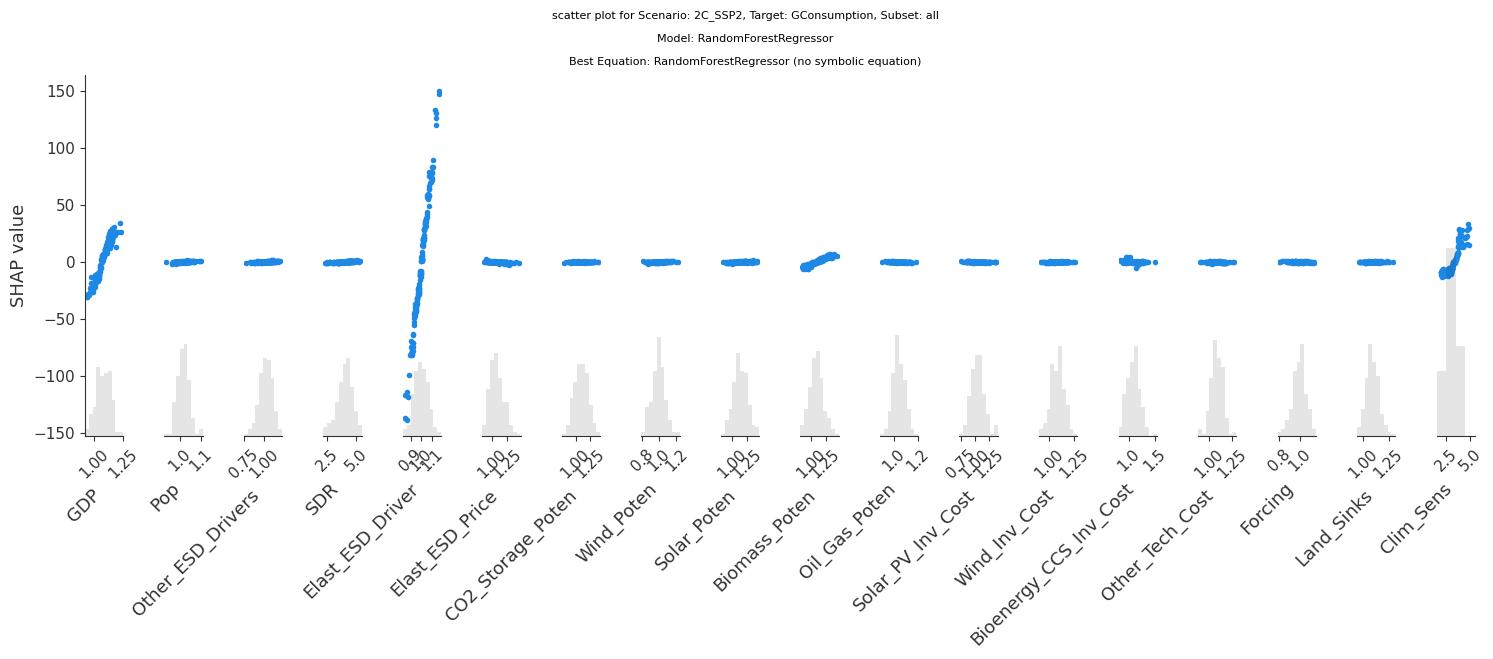 scatter plot for Scenario: 2C_SSP2, Target: GConsumption, Subset: all
Model: RandomForestRegressor
Best Equation: RandomForestRegressor (no symbolic equation)
150
100
50
0
−50
−100
−150
SHAP value
1.00 1.25
1.0 1.1
0.75 1.00
2.5 5.0
0.9 1.0 1.1
1.00 1.25
1.00 1.25
0.8 1.0 1.2
1.00 1.25
1.00 1.25
1.0 1.2
0.75 1.00 1.25
1.00 1.25
1.0 1.5
1.00 1.25
0.8 1.0
1.00 1.25
2.5 5.0
GDP
Pop
Other_ESD_Drivers
SDR
Elast_ESD_Driver
Elast_ESD_Price
CO2_Storage_Poten
Wind_Poten
Solar_Poten
Biomass_Poten
Oil_Gas_Poten
Solar_PV_Inv_Cost
Wind_Inv_Cost
Bioenergy_CCS_Inv_Cost
Other_Tech_Cost
Forcing
Land_Sinks
Clim_Sens